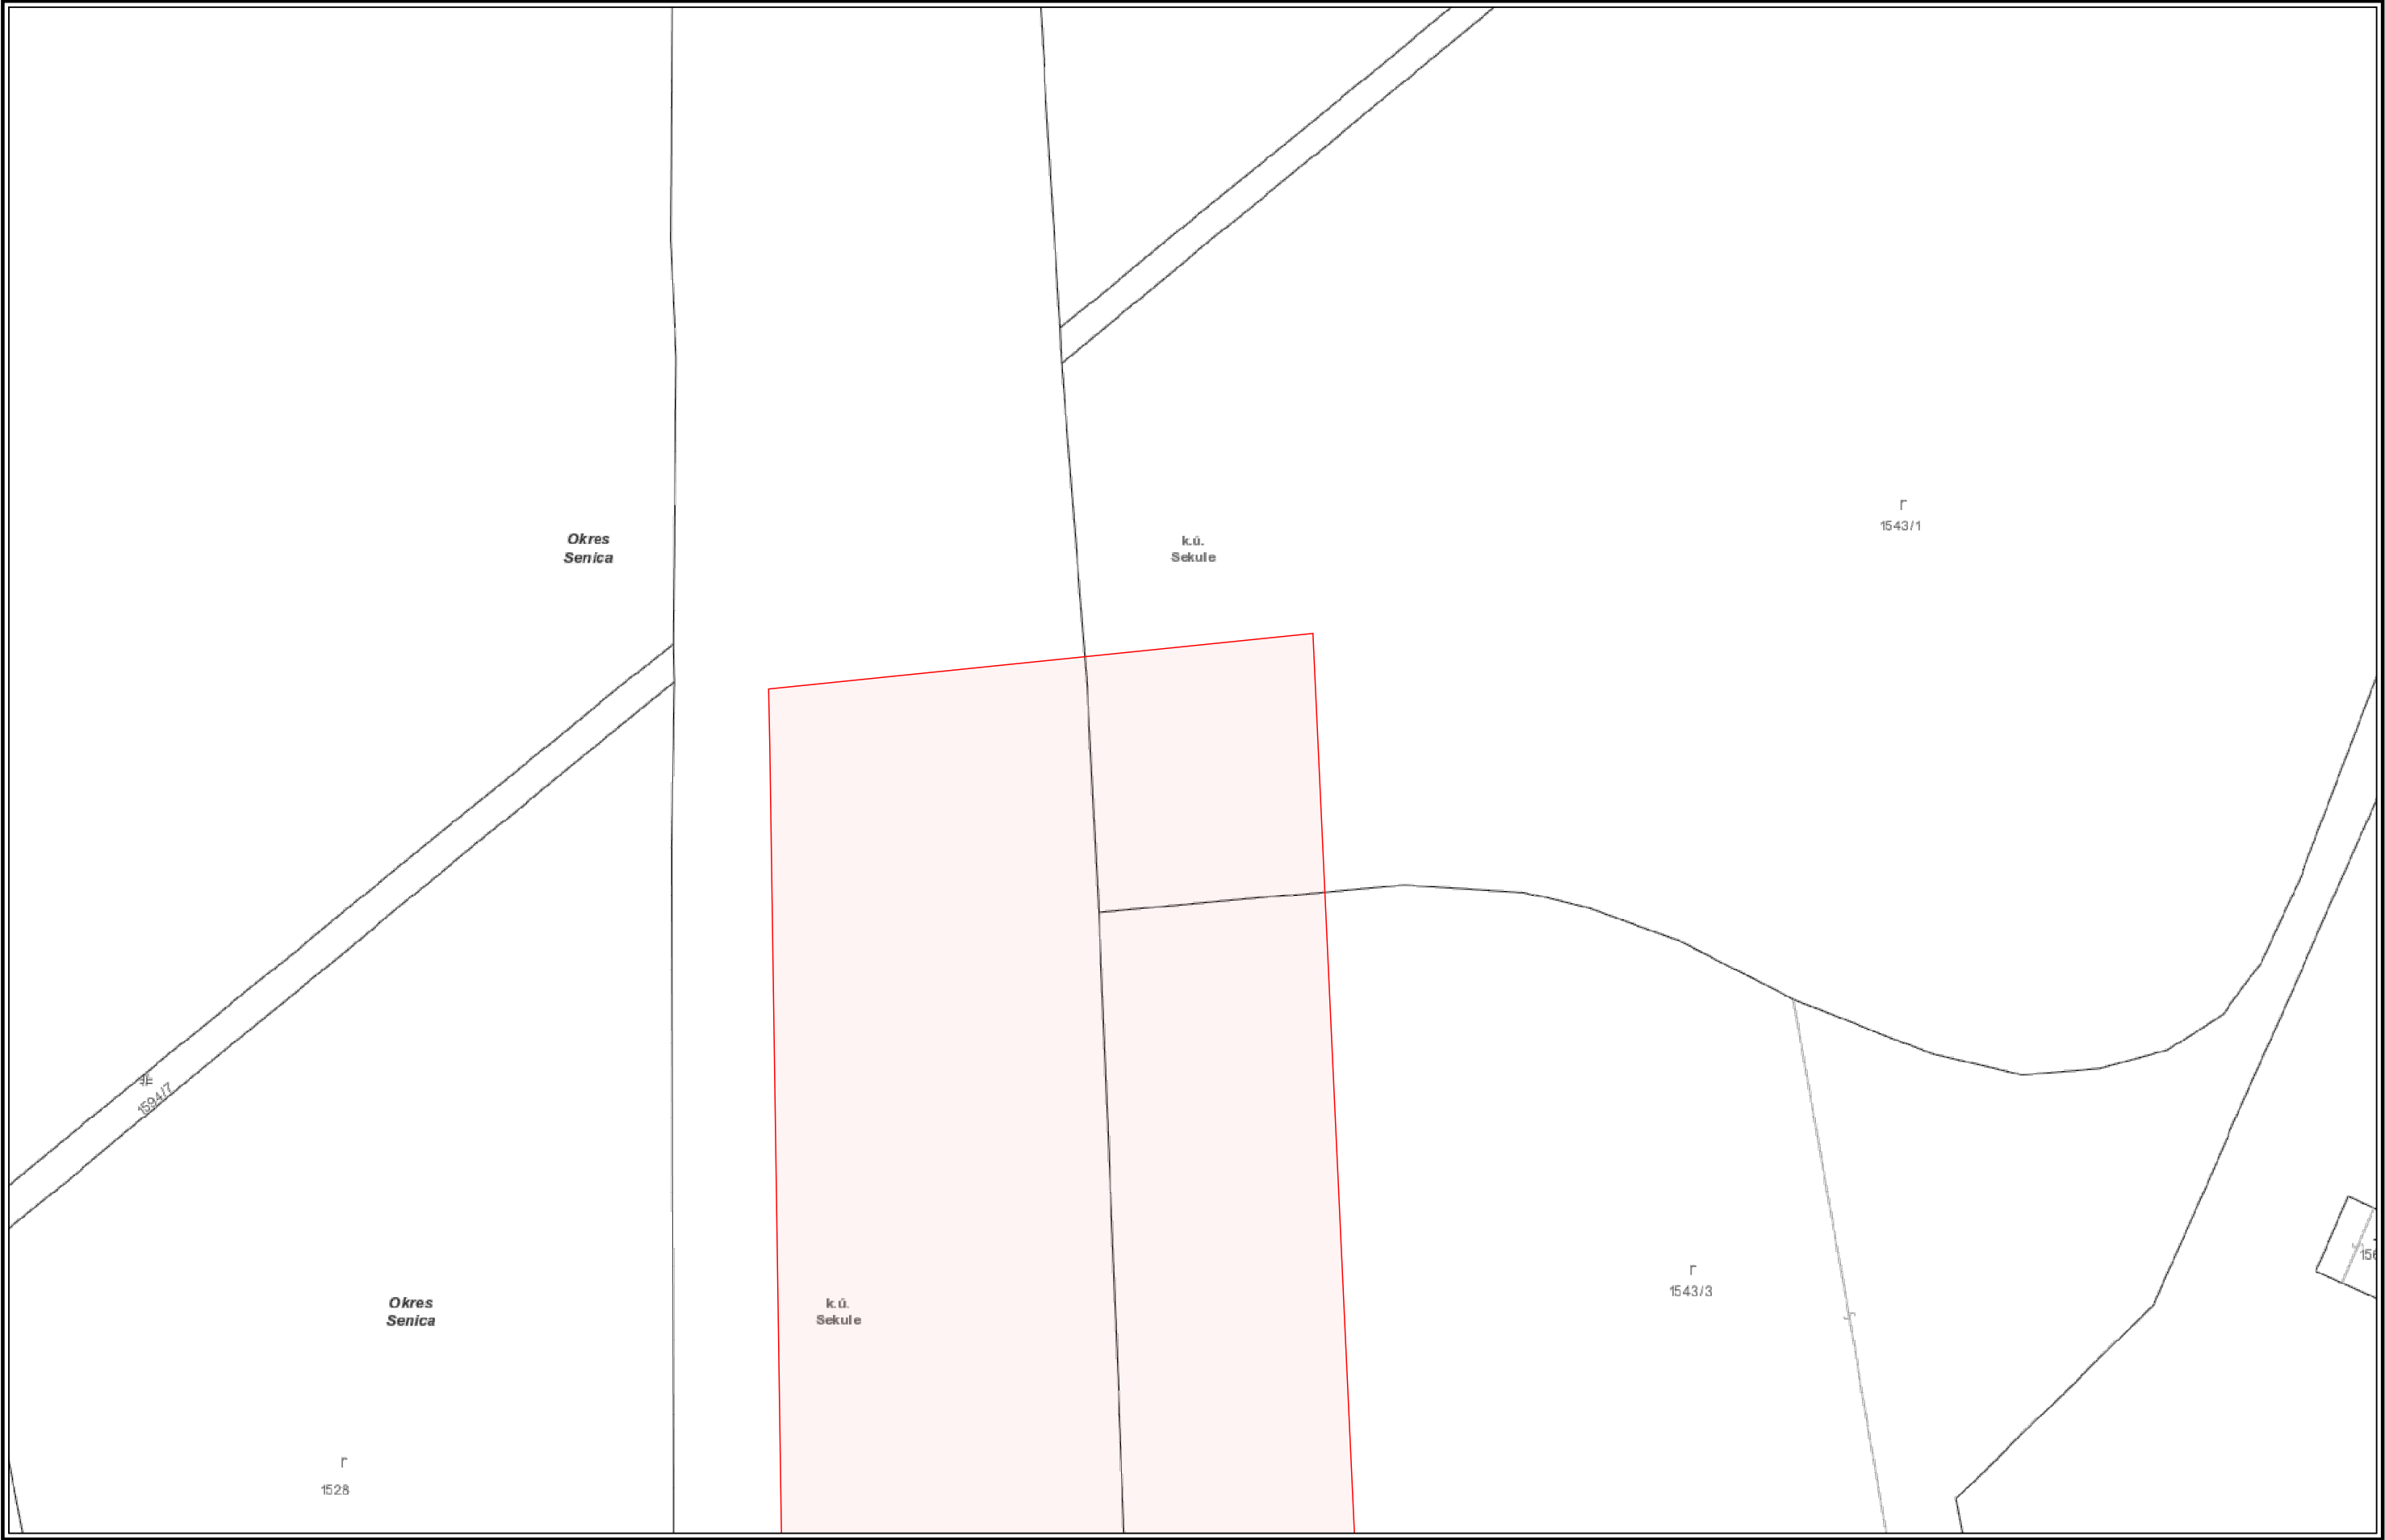 г
1543/1
Okres
Senica
k.ú.
Sekule
1594/7
г
1543/3
Okres
Senica
k.ú.
Sekule
г
1528